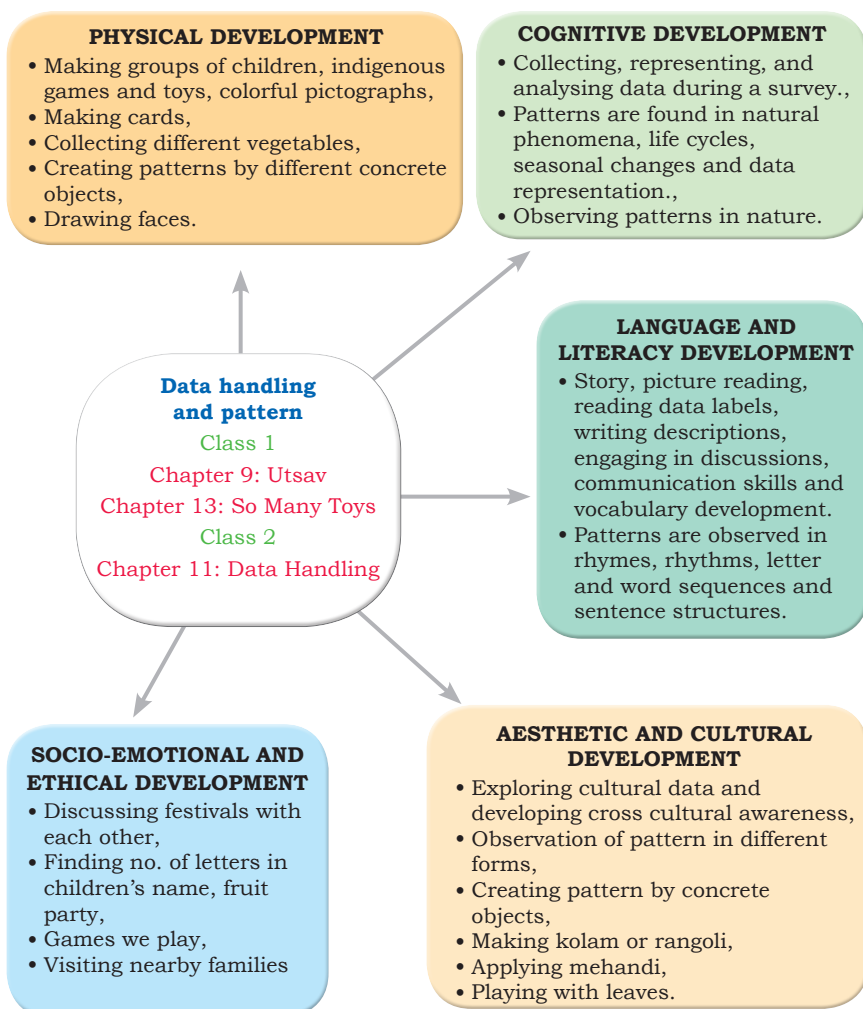 PHYSICAL DEVELOPMENT
• Making groups of children, indigenous
games and toys, colorful pictographs,
• Making cards,
• Collecting different vegetables,
• Creating patterns by different concrete
objects,
• Drawing faces.
COGNITIVE DEVELOPMENT
• Collecting, representing, and
analysing data during a survey.,
• Patterns are found in natural
phenomena, life cycles,
seasonal changes and data
representation.,
• Observing patterns in nature.
Data handling
and pattern
Class 1
Chapter 9: Utsav
Chapter 13: So Many Toys
Class 2
Chapter 11: Data Handling
LANGUAGE AND
LITERACY DEVELOPMENT
• Story, picture reading,
reading data labels,
writing descriptions,
engaging in discussions,
communication skills and
vocabulary development.
• Patterns are observed in
rhymes, rhythms, letter
and word sequences and
sentence structures.
SOCIO-EMOTIONAL AND
ETHICAL DEVELOPMENT
• Discussing festivals with
each other,
• Finding no. of letters in
children’s name, fruit
party,
• Games we play,
• Visiting nearby families
AESTHETIC AND CULTURAL
DEVELOPMENT
• Exploring cultural data and
developing cross cultural awareness,
• Observation of pattern in different
forms,
• Creating pattern by concrete
objects,
• Making kolam or rangoli,
• Applying mehandi,
• Playing with leaves.